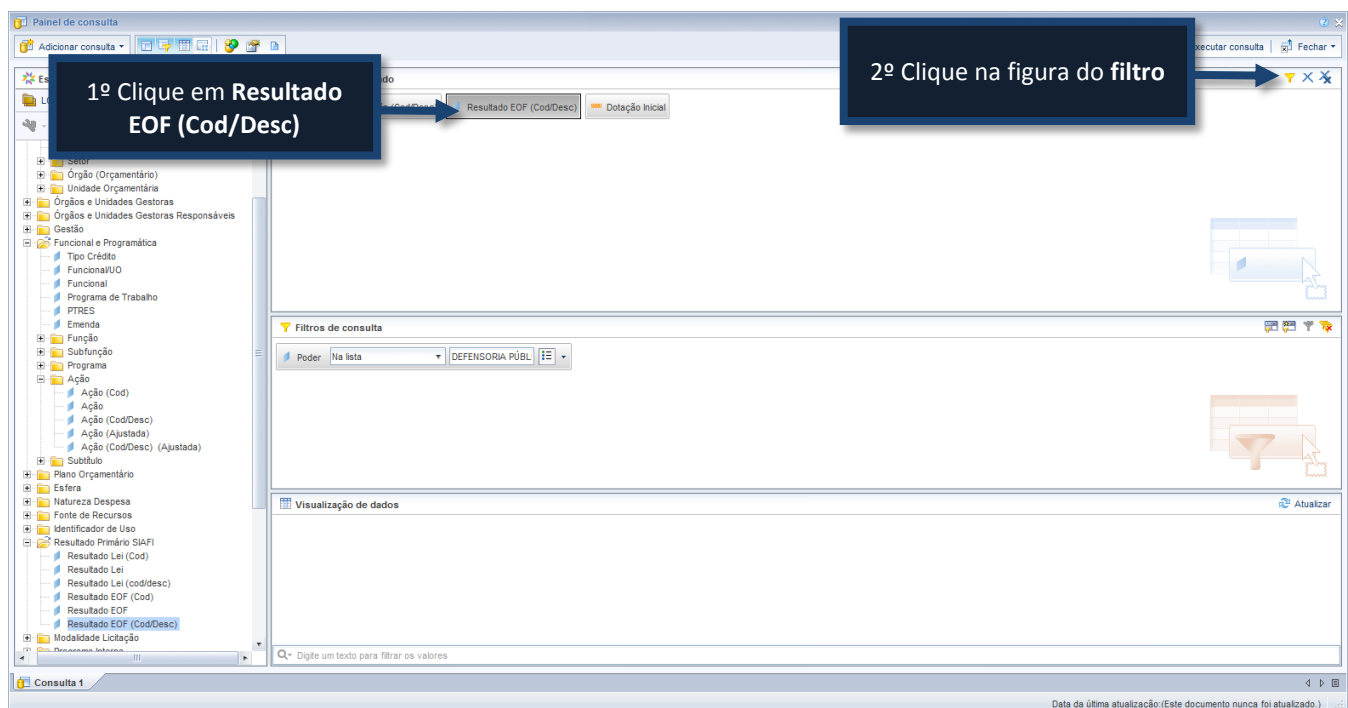 Painel de consulta
Adicionar consulta
xecutar consulta
Fechar
1º Clique em Resultado
EOF (Cod/Desc)
2º Clique na figura do filtro
Es
do
Resultado EOF (Cod/Desc)
Dotação Inicial
Setor
Órgão (Orçamentário)
Unidade Orçamentária
Órgãos e Unidades Gestoras
Órgãos e Unidades Gestoras Responsáveis
Gestão
Funcional e Programática
Tipo Crédito
Funcional/UO
Funcional
Programa de Trabalho
PTRES
Emenda
Função
Subfunção
Programa
Ação
Ação (Cod)
Ação
Ação (Cod/Desc)
Ação (Ajustada)
Ação (Cod/Desc) (Ajustada)
Subtítulo
Plano Orçamentário
Esfera
Natureza Despesa
Fonte de Recursos
Identificador de Uso
Resultado Primário SIAFI
Resultado Lei (Cod)
Resultado Lei
Resultado Lei (cod/desc)
Resultado EOF (Cod)
Resultado EOF
Resultado EOF (Cod/Desc)
Modalidade Licitação
Filtros de consulta
Poder Na lista DEFENSORIA PÚBL
Visualização de dados
Atualizar
Digite um texto para filtrar os valores
Consulta 1
Data da última atualização:(Este documento nunca foi atualizado.)